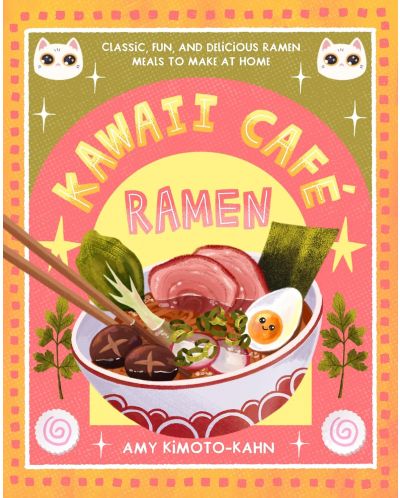 CLASSIC, FUN, AND DELICIOUS RAMEN
MEALS TO MAKE AT HOME
KAWAII CAFÉ
RAMEN
AMY KIMOTO-KAHN